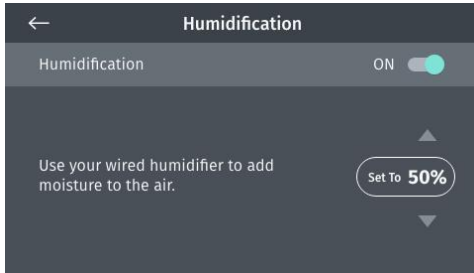 Humidification
Humidification ON
Use your wired humidifier to add
moisture to the air.
Set To 50%